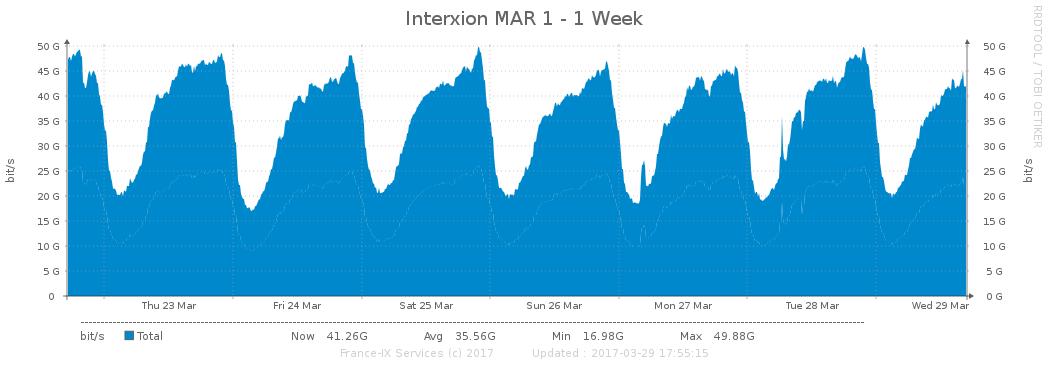 Interxion MAR 1 - 1 Week
RRDTOOL / TOBI OETIKER
bit/s
50 G 50 G
45 G 45 G
40 G 40 G
35 G 35 G
30 G 30 G
25 G 25 G
20 G 20 G
15 G 15 G
10 G 10 G
5 G 5 G
0 0 G
bit/s
Thu 23 Mar Fri 24 Mar Sat 25 Mar Sun 26 Mar Mon 27 Mar Tue 28 Mar Wed 29 Mar
bit/s Total Now 41.26G Avg 35.56G Min 16.98G Max 49.88G
France-IX Services (c) 2017 Updated : 2017-03-29 17:55:15